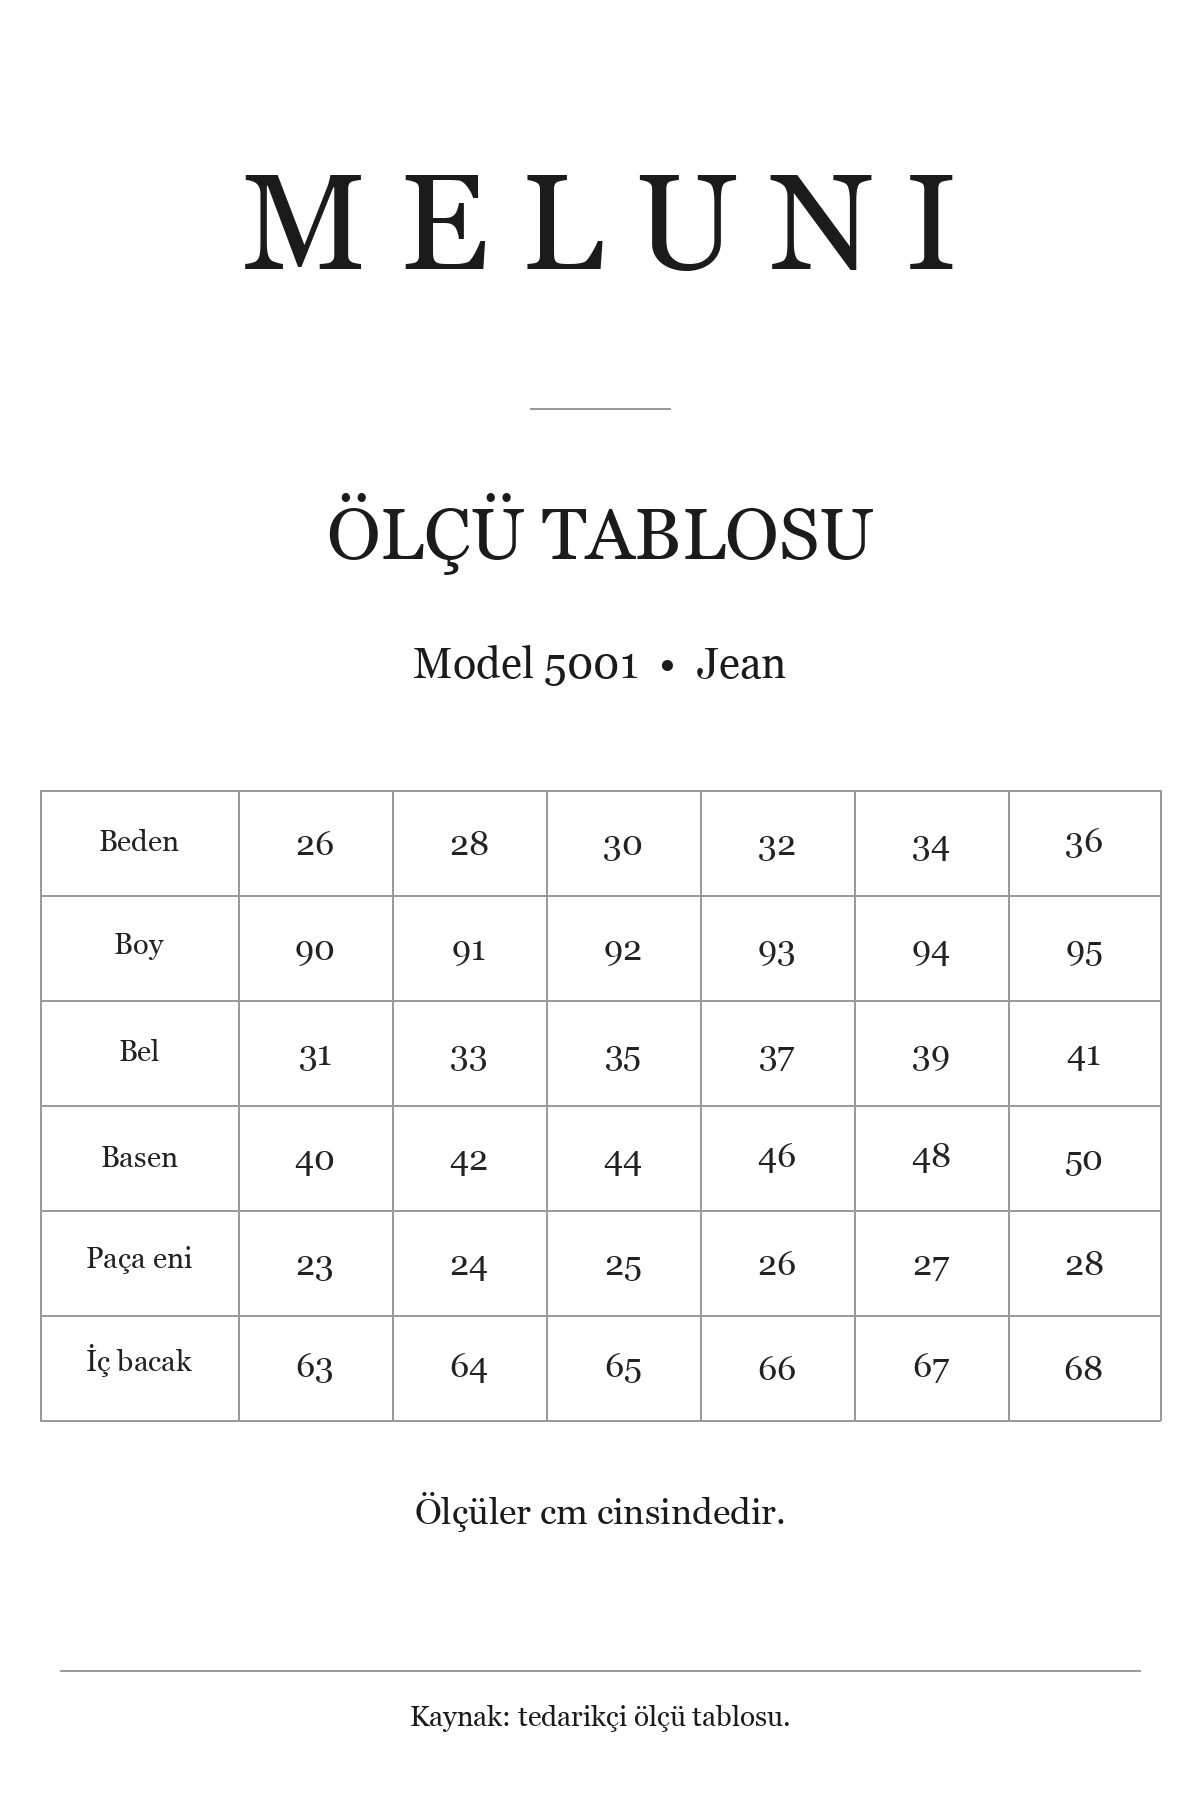 MELUNI
ÖLÇÜ TABLOSU
Model 5001 • Jean
Beden 26 28 30 32 34 36
Boy 90 91 92 93 94 95
Bel 31 33 35 37 39 41
Basen 40 42 44 46 48 50
Paça eni 23 24 25 26 27 28
İç bacak 63 64 65 66 67 68
Ölçüler cm cinsindedir.
Kaynak: tedarikçi ölçü tablosu.